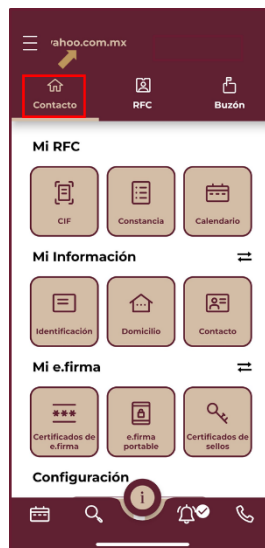 ahoo.com.mx
Contacto RFC Buzón
Mi RFC
CIF Constancia Calendario
Mi Información
Identificación Domicilio Contacto
Mi e.firma
***
Certificados de e.firma Certificados de
e.firma portable sellos
Configuración
i